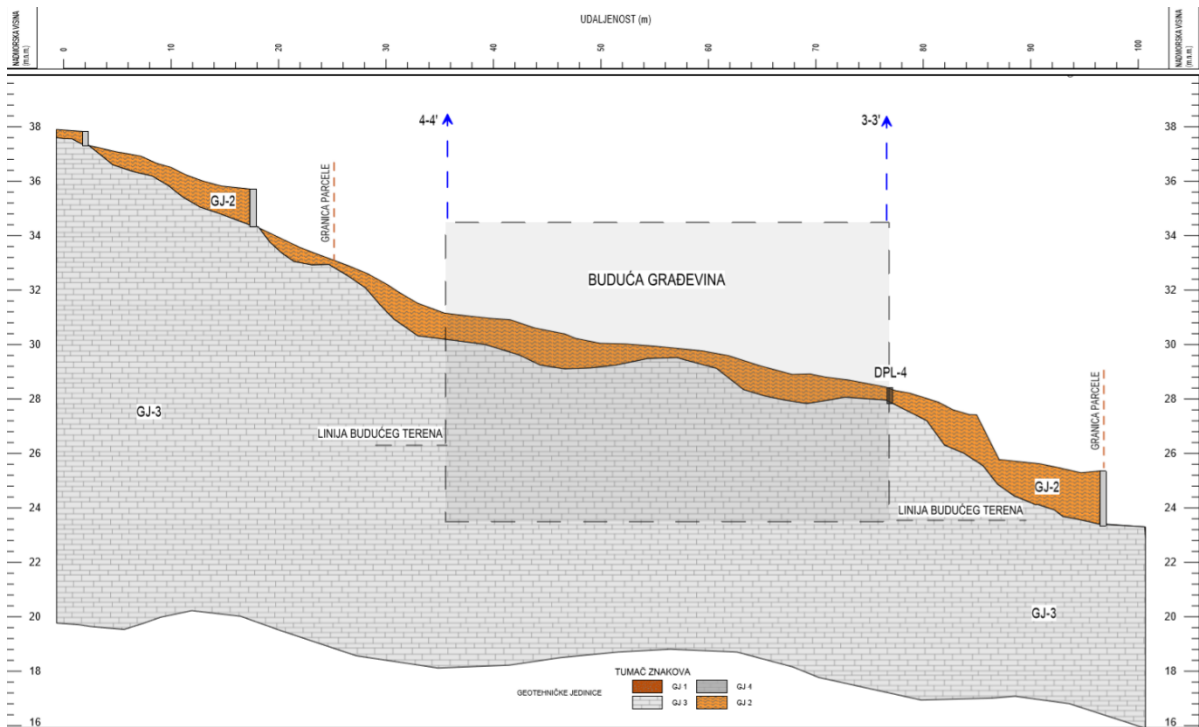 UDALJENOST (m)
NADMORSKA VISINA
(m.n.m.)
0
10
20
30
40
50
60
70
80
90
100
NADMORSKA VISINA
(m.n.m.)
38
36
34
32
30
28
26
24
22
20
18
16
38
36
34
32
30
28
26
24
22
20
18
16
4-4'
3-3'
GRANICA PARCELE
GJ-2
BUDUĆA GRAĐEVINA
DPL-4
GRANICA PARCELE
GJ-3
LINIJA BUDUĆEG TERENA
GJ-2
LINIJA BUDUĆEG TERENA
GJ-3
TUMAČ ZNAKOVA
GEOTEHNIČKE JEDINICE
GJ 1
GJ 4
GJ 3
GJ 2